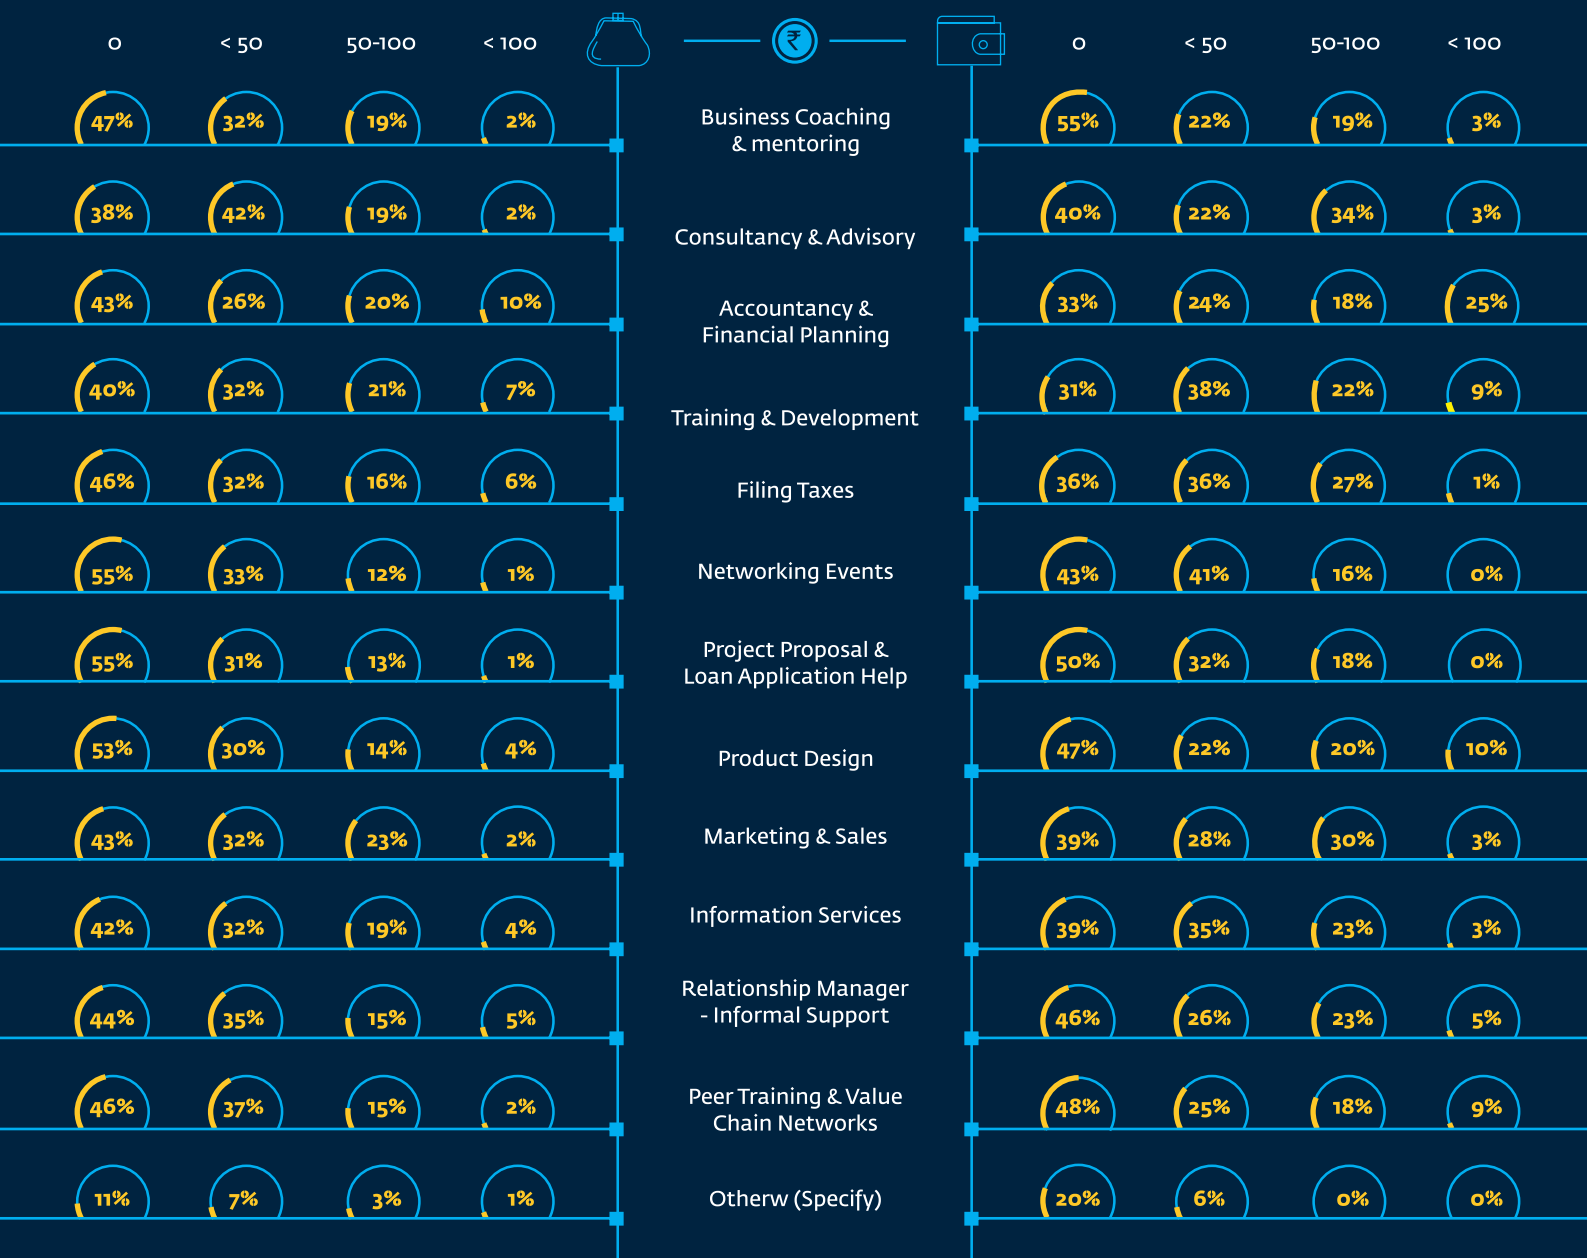 0 < 50 50-100 < 100 ₹ 0 < 50 50-100 < 100
47% 32% 19% 2% Business Coaching 55% 22% 19% 3%
& mentoring
38% 42% 19% 2% Consultancy & Advisory 40% 22% 34% 3%
43% 26% 20% 10% Accountancy & 33% 24% 18% 25%
Financial Planning
40% 32% 21% 7% Training & Development 31% 38% 22% 9%
46% 32% 16% 6% Filing Taxes 36% 36% 27% 1%
55% 33% 12% 1% Networking Events 43% 41% 16% 0%
55% 31% 13% 1% Project Proposal & 50% 32% 18% 0%
Loan Application Help
53% 30% 14% 4% Product Design 47% 22% 20% 10%
43% 32% 23% 2% Marketing & Sales 39% 28% 30% 3%
42% 32% 19% 4% Information Services 39% 35% 23% 3%
44% 35% 15% 5% Relationship Manager 46% 26% 23% 5%
- Informal Support
46% 37% 15% 2% Peer Training & Value 48% 25% 18% 9%
Chain Networks
11% 7% 3% 1% Otherw (Specify) 20% 6% 0% 0%